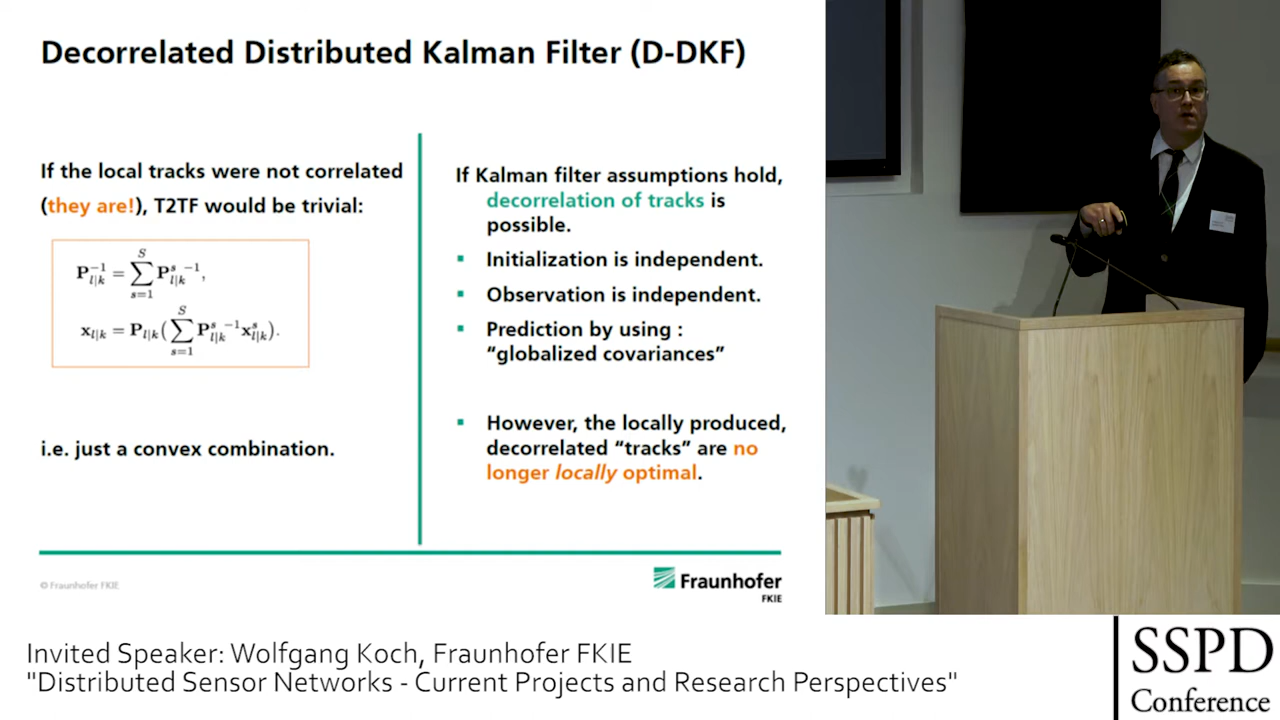 Decorrelated Distributed Kalman Filter (D-DKF)
If the local tracks were not correlated
(they are!), T2TF would be trivial:
P_{l|k}^{-1} = \sum_{s=1}^{S} P_{l|k}^{s}{}^{-1},
x_{l|k} = P_{l|k}(\sum_{s=1}^{S} P_{l|k}^{s}{}^{-1} x_{l|k}^{s}).
i.e. just a convex combination.
If Kalman filter assumptions hold,
decorrelation of tracks is
possible.
▪ Initialization is independent.
▪ Observation is independent.
▪ Prediction by using :
“globalized covariances”
▪ However, the locally produced,
decorrelated “tracks” are no
longer locally optimal.
© Fraunhofer FKIE
Fraunhofer
FKIE
Invited Speaker: Wolfgang Koch, Fraunhofer FKIE
"Distributed Sensor Networks - Current Projects and Research Perspectives"
SSPD
Conference